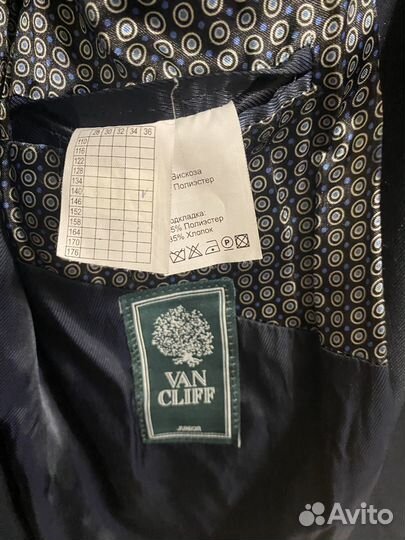 28 30 32 34 36
110
116
122
128
134
140 V
146
152
158
164
170
176
Вискоза
Полиэстер
подкладка:
5% Полиэстер
35% Хлопок
P
VAN
CLIFF
JUNIOR
Avito